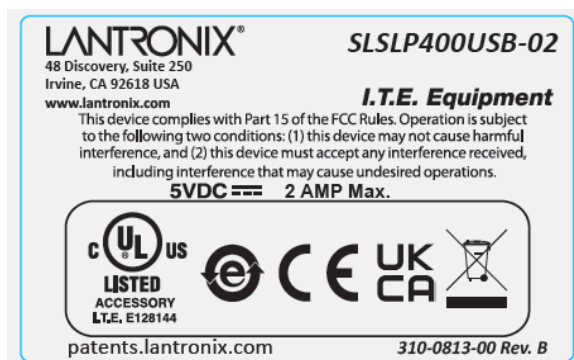 LANTRONIX®
SLSLP400USB-02
48 Discovery, Suite 250
Irvine, CA 92618 USA
www.lantronix.com
I.T.E. Equipment
This device complies with Part 15 of the FCC Rules. Operation is subject
to the following two conditions: (1) this device may not cause harmful
interference, and (2) this device must accept any interference received,
including interference that may cause undesired operations.
5VDC 2 AMP Max.
C UL® US
LISTED
ACCESSORY
I.T.E. E128144
e
CE
UK
CA
patents.lantronix.com
310-0813-00 Rev. B